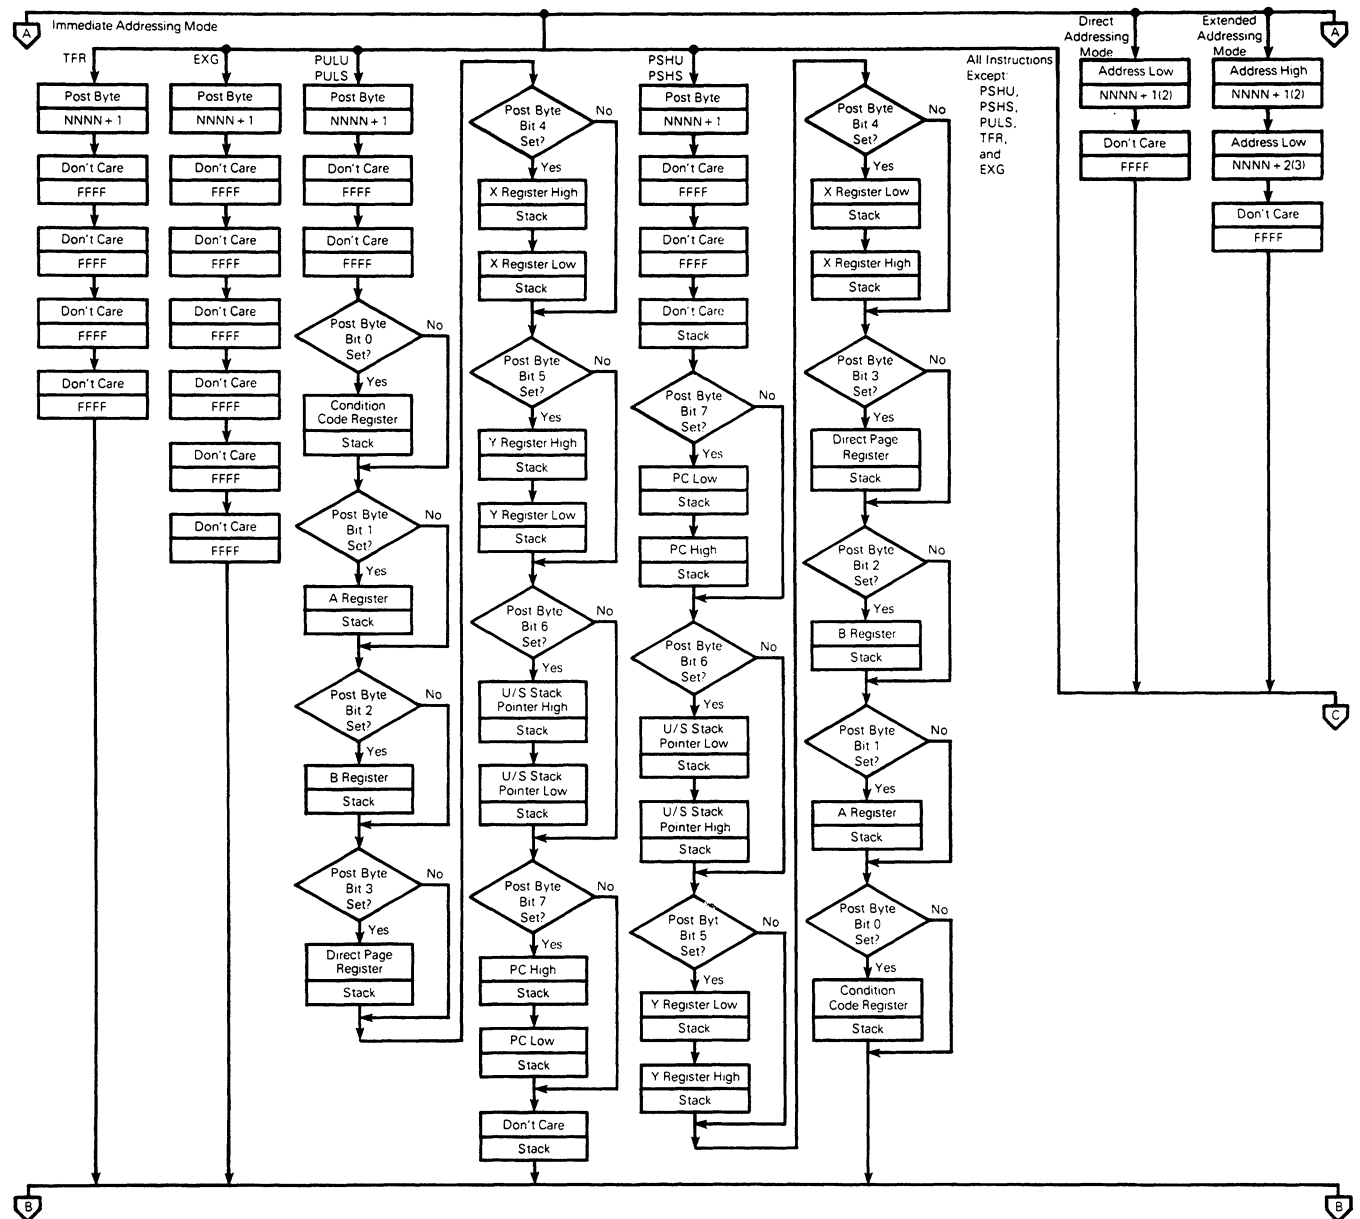 A
Immediate Addressing Mode
Direct
Addressing
Mode
Extended
Addressing
Mode
A
TFR
Post Byte
NNNN + 1
Don't Care
FFFF
Don't Care
FFFF
Don't Care
FFFF
Don't Care
FFFF
EXG
Post Byte
NNNN + 1
Don't Care
FFFF
Don't Care
FFFF
Don't Care
FFFF
Don't Care
FFFF
Don't Care
FFFF
Don't Care
FFFF
PULU
PULS
Post Byte
NNNN + 1
Don't Care
FFFF
Don't Care
FFFF
Post Byte
Bit 0
Set?
No
Yes
Condition
Code Register
Stack
Post Byte
Bit 1
Set?
No
Yes
A Register
Stack
Post Byte
Bit 2
Set?
No
Yes
B Register
Stack
Post Byte
Bit 3
Set?
No
Yes
Direct Page
Register
Stack
Post Byte
Bit 4
Set?
No
Yes
X Register High
Stack
X Register Low
Stack
Post Byte
Bit 5
Set?
No
Yes
Y Register High
Stack
Y Register Low
Stack
Post Byte
Bit 6
Set?
No
Yes
U/S Stack
Pointer High
Stack
U/S Stack
Pointer Low
Stack
Post Byte
Bit 7
Set?
No
Yes
PC High
Stack
PC Low
Stack
Don't Care
Stack
PSHU
PSHS
Post Byte
NNNN + 1
Don't Care
FFFF
Don't Care
FFFF
Don't Care
Stack
Post Byte
Bit 7
Set?
No
Yes
PC Low
Stack
PC High
Stack
Post Byte
Bit 6
Set?
No
Yes
U/S Stack
Pointer Low
Stack
U/S Stack
Pointer High
Stack
Post Byt
Bit 5
Set?
No
Yes
Y Register Low
Stack
Y Register High
Stack
Post Byte
Bit 4
Set?
No
Yes
X Register Low
Stack
X Register High
Stack
Post Byte
Bit 3
Set?
No
Yes
Direct Page
Register
Stack
Post Byte
Bit 2
Set?
No
Yes
B Register
Stack
Post Byte
Bit 1
Set?
No
Yes
A Register
Stack
Post Byte
Bit 0
Set?
No
Yes
Condition
Code Register
Stack
All Instructions
Except:
PSHU,
PSHS,
PULS,
TFR,
and
EXG
Address Low
NNNN + 1(2)
Don't Care
FFFF
Address High
NNNN + 1(2)
Address Low
NNNN + 2(3)
Don't Care
FFFF
C
B
B